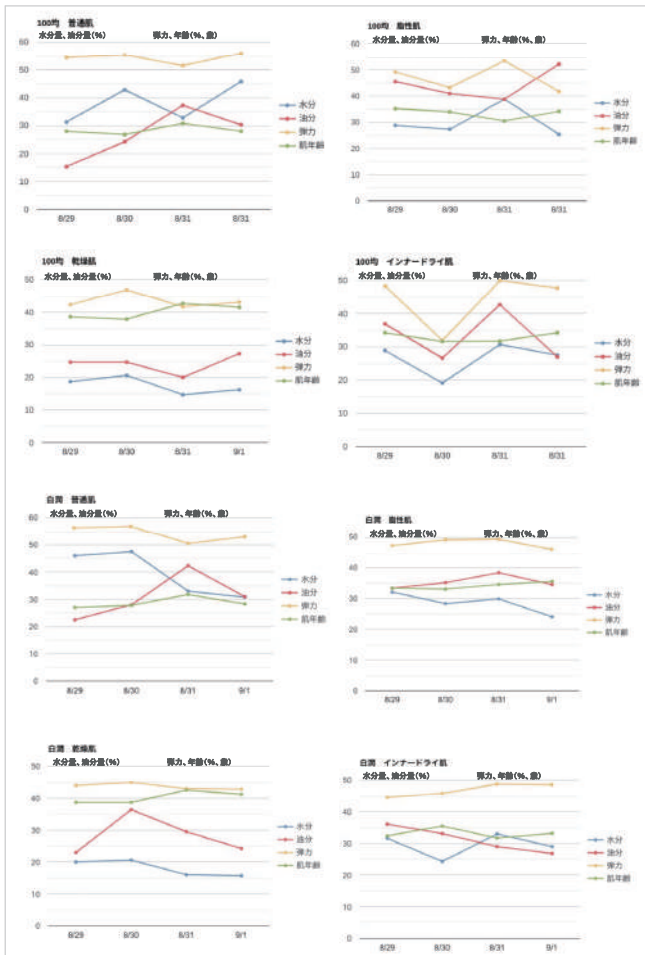 100均　普通肌
水分量、油分量(%)　弾力、年齢(%、歳)
60
50
40
30
20
10
0
8/29 8/30 8/31 8/31
水分
油分
弾力
肌年齢
100均　脂性肌
水分量、油分量(%)　弾力、年齢(%、歳)
60
50
40
30
20
10
0
8/29 8/30 8/31 8/31
水分
油分
弾力
肌年齢
100均　乾燥肌
水分量、油分量(%)　弾力、年齢(%、歳)
50
40
30
20
10
0
8/29 8/30 8/31 9/1
水分
油分
弾力
肌年齢
100均　インナードライ肌
水分量、油分量(%)　弾力、年齢(%、歳)
50
40
30
20
10
0
8/29 8/30 8/31 8/31
水分
油分
弾力
肌年齢
白潤　普通肌
水分量、油分量(%)　弾力、年齢(%、歳)
60
50
40
30
20
10
0
8/29 8/30 8/31 9/1
水分
油分
弾力
肌年齢
白潤　脂性肌
水分量、油分量(%)　弾力、年齢(%、歳)
50
40
30
20
10
0
8/29 8/30 8/31 9/1
水分
油分
弾力
肌年齢
白潤　乾燥肌
水分量、油分量(%)　弾力、年齢(%、歳)
50
40
30
20
10
0
8/29 8/30 8/31 9/1
水分
油分
弾力
肌年齢
白潤　インナードライ肌
水分量、油分量(%)　弾力、年齢(%、歳)
50
40
30
20
10
0
8/29 8/30 8/31 9/1
水分
油分
弾力
肌年齢